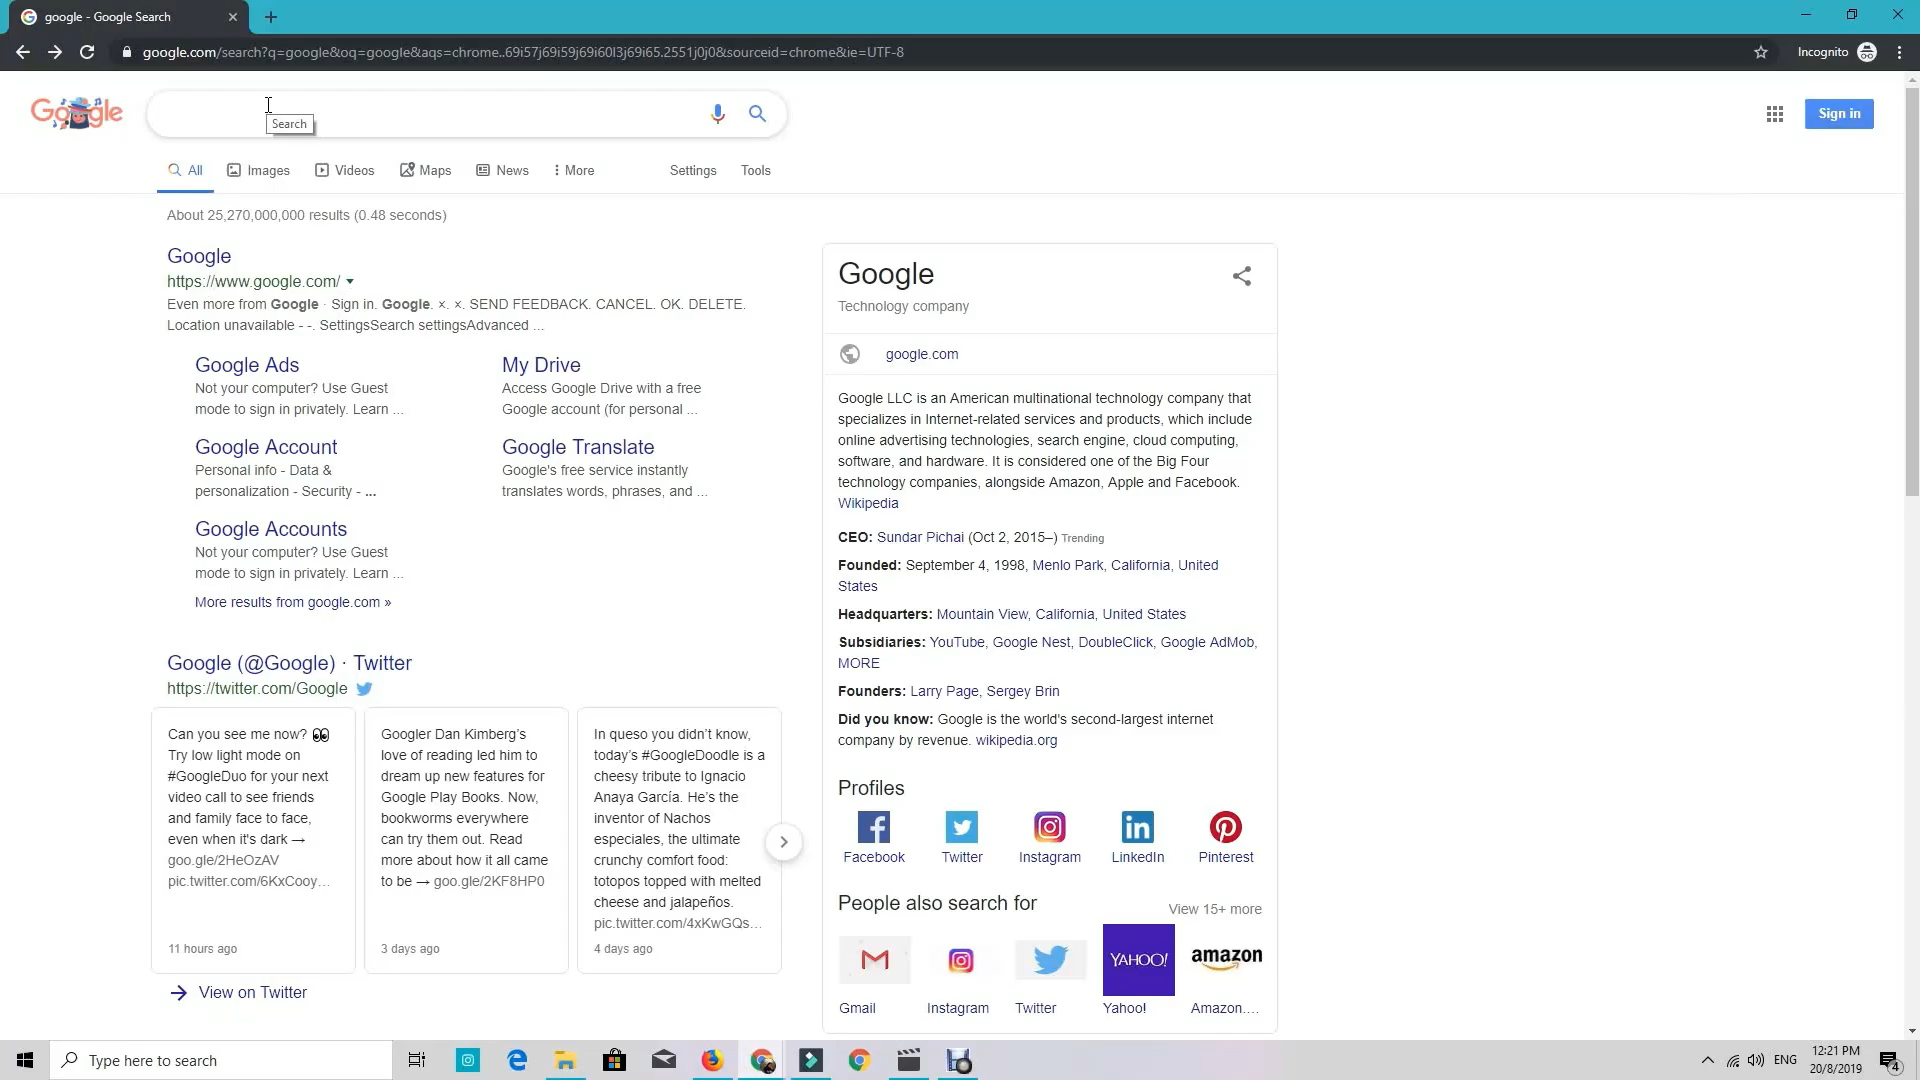 google - Google Search
google.com/search?q=google&oq=google&aqs=chrome..69i57j69i59j69i60l3j69i65.2551j0j0&sourceid=chrome&ie=UTF-8
Incognito
Google
Search
Sign in
All Images Videos Maps News More Settings Tools
About 25,270,000,000 results (0.48 seconds)
Google
https://www.google.com/
Even more from Google · Sign in. Google. ×. ×. SEND FEEDBACK. CANCEL. OK. DELETE.
Location unavailable - -. SettingsSearch settingsAdvanced ...
Google Ads
Not your computer? Use Guest
mode to sign in privately. Learn ...
My Drive
Access Google Drive with a free
Google account (for personal ...
Google Account
Personal info - Data &
personalization - Security - ...
Google Translate
Google's free service instantly
translates words, phrases, and ...
Google Accounts
Not your computer? Use Guest
mode to sign in privately. Learn ...
More results from google.com »
Google (@Google) · Twitter
https://twitter.com/Google
Can you see me now? 👀
Try low light mode on
#GoogleDuo for your next
video call to see friends
and family face to face,
even when it's dark →
goo.gle/2HeOzAV
pic.twitter.com/6KxCooy...
11 hours ago
Googler Dan Kimberg's
love of reading led him to
dream up new features for
Google Play Books. Now,
bookworms everywhere
can try them out. Read
more about how it all came
to be → goo.gle/2KF8HP0
3 days ago
In queso you didn't know,
today's #GoogleDoodle is a
cheesy tribute to Ignacio
Anaya García. He's the
inventor of Nachos
especiales, the ultimate
crunchy comfort food:
totopos topped with melted
cheese and jalapeños.
pic.twitter.com/4xKwGQs...
4 days ago
View on Twitter
Google
Technology company
google.com
Google LLC is an American multinational technology company that
specializes in Internet-related services and products, which include
online advertising technologies, search engine, cloud computing,
software, and hardware. It is considered one of the Big Four
technology companies, alongside Amazon, Apple and Facebook.
Wikipedia
CEO: Sundar Pichai (Oct 2, 2015–) Trending
Founded: September 4, 1998, Menlo Park, California, United
States
Headquarters: Mountain View, California, United States
Subsidiaries: YouTube, Google Nest, DoubleClick, Google AdMob,
MORE
Founders: Larry Page, Sergey Brin
Did you know: Google is the world's second-largest internet
company by revenue. wikipedia.org
Profiles
Facebook Twitter Instagram LinkedIn Pinterest
People also search for
View 15+ more
YAHOO!
amazon
Gmail Instagram Twitter Yahoo! Amazon....
Type here to search
ENG
12:21 PM
20/8/2019
4